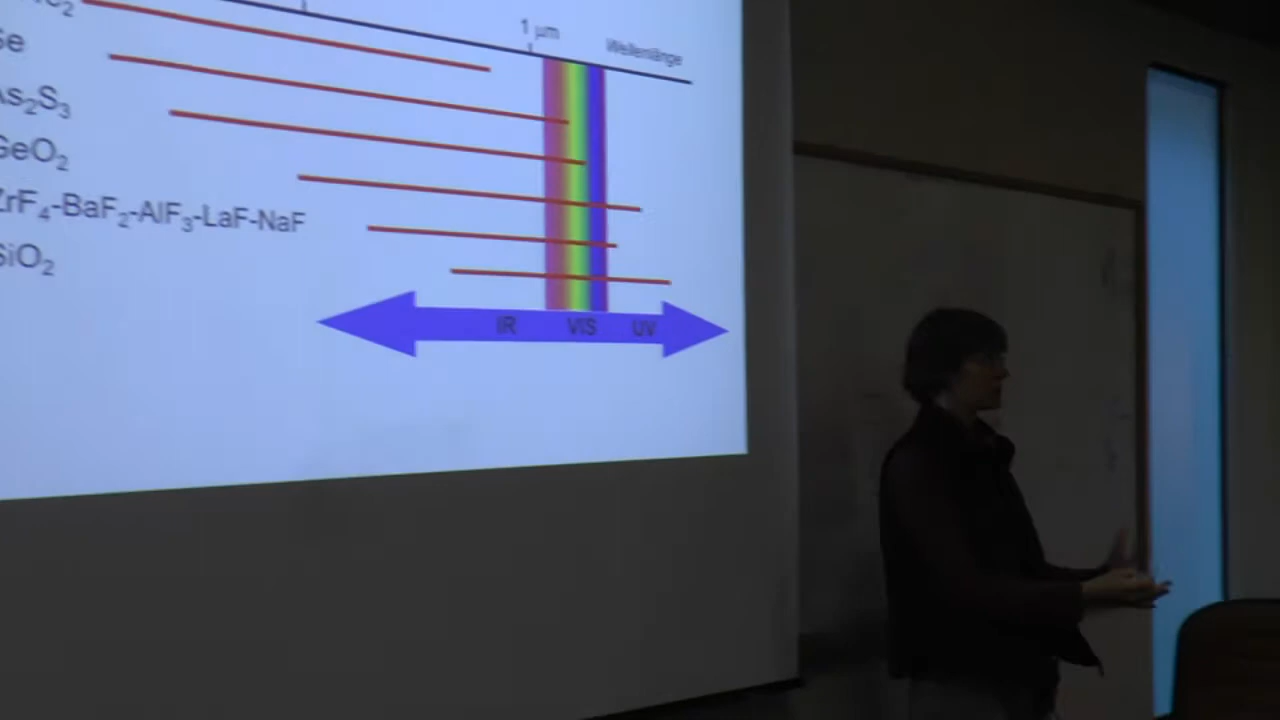 1 µm
Wellenlänge
Se
As₂S₃
GeO₂
ZrF₄-BaF₂-AlF₃-LaF-NaF
SiO₂
IR VIS UV